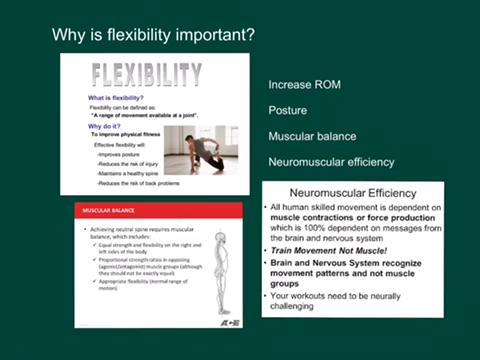 Why is flexibility important?
FLEXIBILITY
What is flexibility?
Flexibility can be defined as:
"A range of movement available at a joint".
Why do it?
To improve physical fitness
Effective flexibility will:
-Improves posture
-Reduces the risk of injury
-Maintains a healthy spine
-Reduces the risk of back problems
Increase ROM
Posture
Muscular balance
Neuromuscular efficiency
MUSCULAR BALANCE
• Achieving neutral spine requires muscular
balance, which includes:
✓ Equal strength and flexibility on the right and
left sides of the body
✓ Proportional strength ratios in opposing
(agonist/antagonist) muscle groups (although
they should not be exactly equal)
✓ Appropriate flexibility (normal range of
motion)
Neuromuscular Efficiency
• All human skilled movement is dependent on
muscle contractions or force production
which is 100% dependent on messages from
the brain and nervous system
• Train Movement Not Muscle!
• Brain and Nervous System recognize
movement patterns and not muscle
groups
• Your workouts need to be neurally
challenging